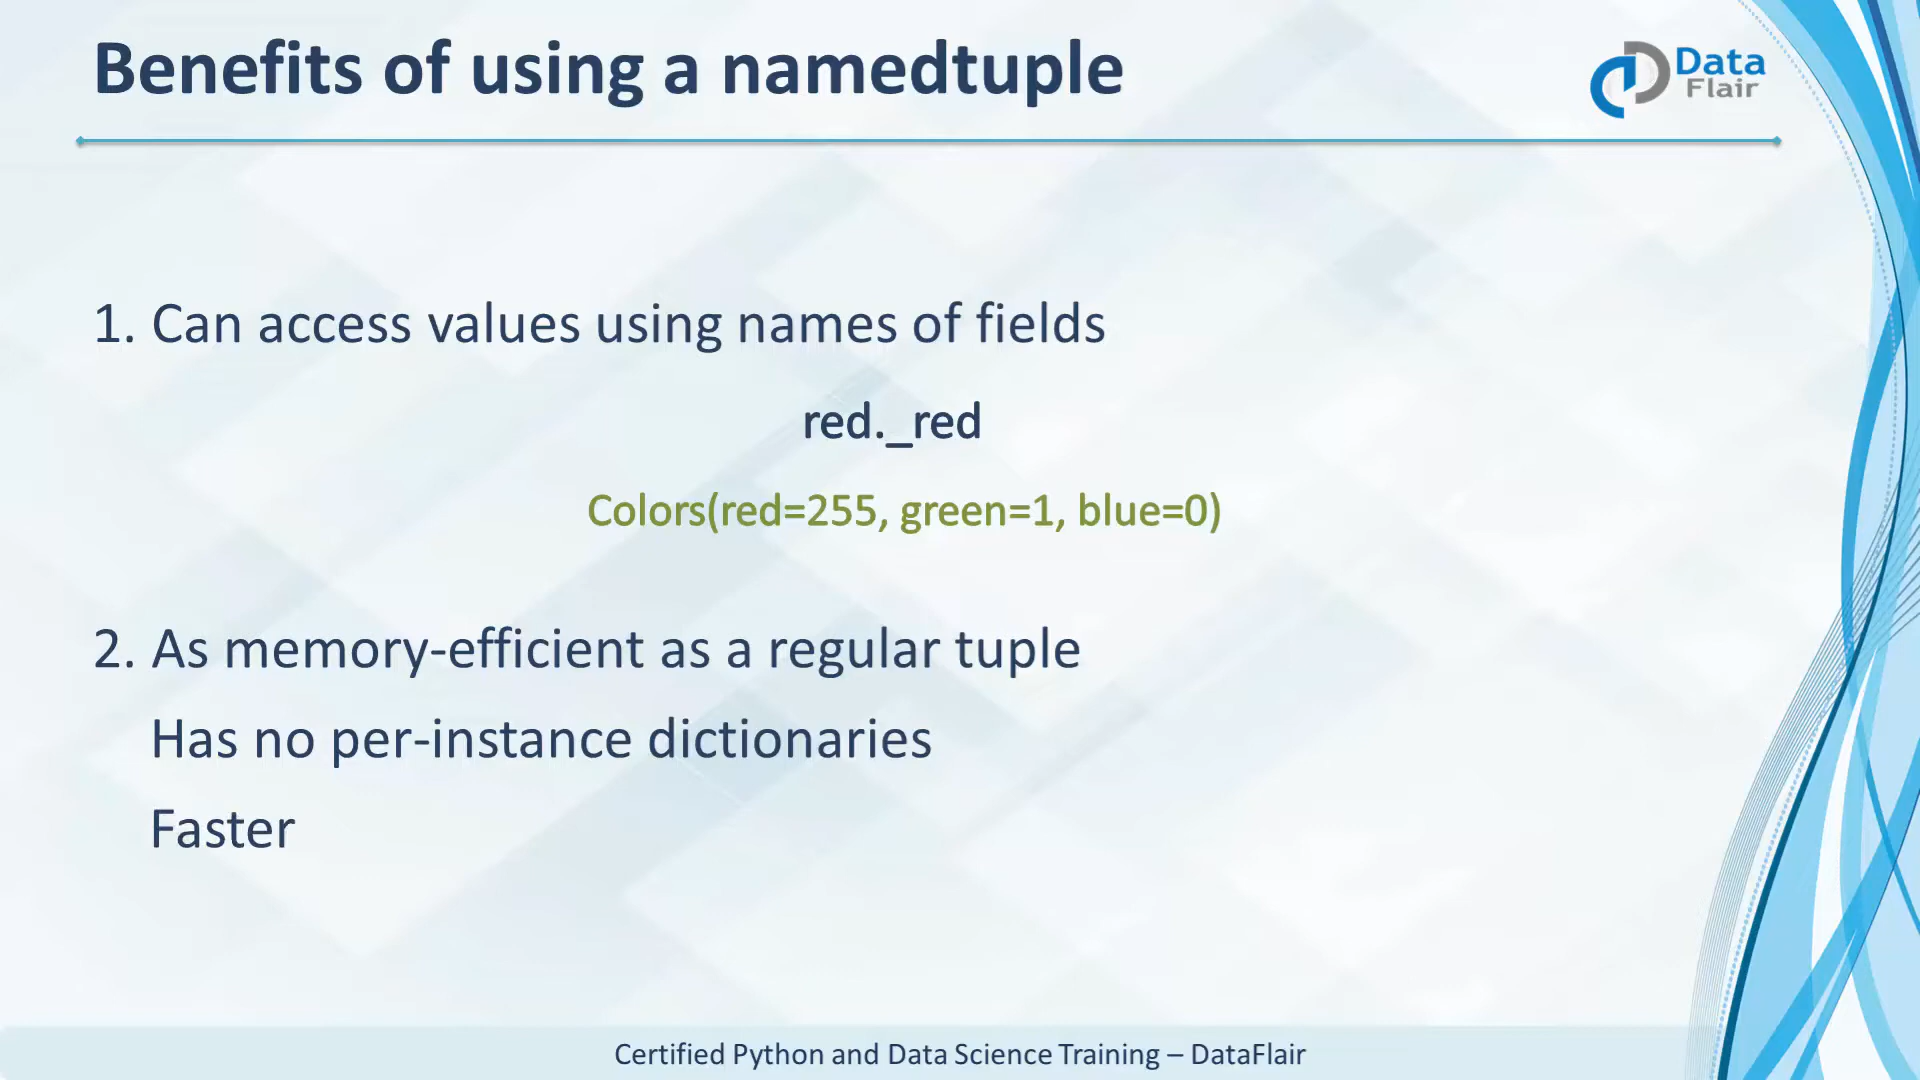 Benefits of using a namedtuple
Data
Flair
1. Can access values using names of fields
red._red
Colors(red=255, green=1, blue=0)
2. As memory-efficient as a regular tuple
Has no per-instance dictionaries
Faster
Certified Python and Data Science Training – DataFlair